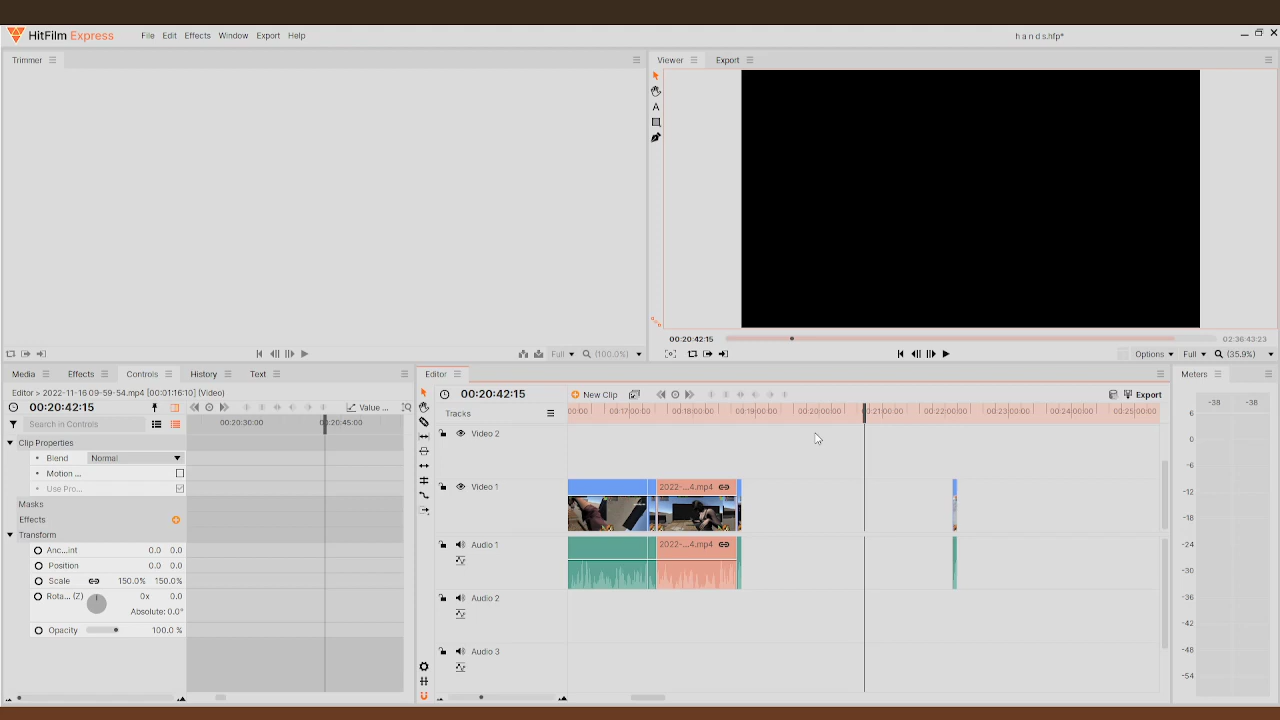 HitFilm Express File Edit Effects Window Export Help h a n d s.hfp*
Trimmer
Viewer Export
A
Full (100.0%)
00:20:42:15 02:36:43:23
Options Full (35.9%)
Media Effects Controls History Text
Editor > 2022-11-16 09-59-54.mp4 [00:01:16:10] (Video)
00:20:42:15 Value ...
Search in Controls
00:20:30:00 00:20:45:00
Clip Properties
Blend Normal
Motion ...
Use Pro...
Masks
Effects
Transform
Anc...int 0.0 0.0
Position 0.0 0.0
Scale 150.0% 150.0%
Rota... (Z) 0x 0.0
Absolute: 0.0°
Opacity 100.0 %
Editor
00:20:42:15 New Clip Export
Tracks
00:00 00:17:00:00 00:18:00:00 00:19:00:00 00:20:00:00 00:21:00:00 00:22:00:00 00:23:00:00 00:24:00:00 00:25:00:00
Video 2
Video 1 2022-...4.mp4
Audio 1 2022-...4.mp4
Audio 2
Audio 3
Meters
-38 -38
6
0
-6
-12
-18
-24
-30
-36
-42
-48
-54